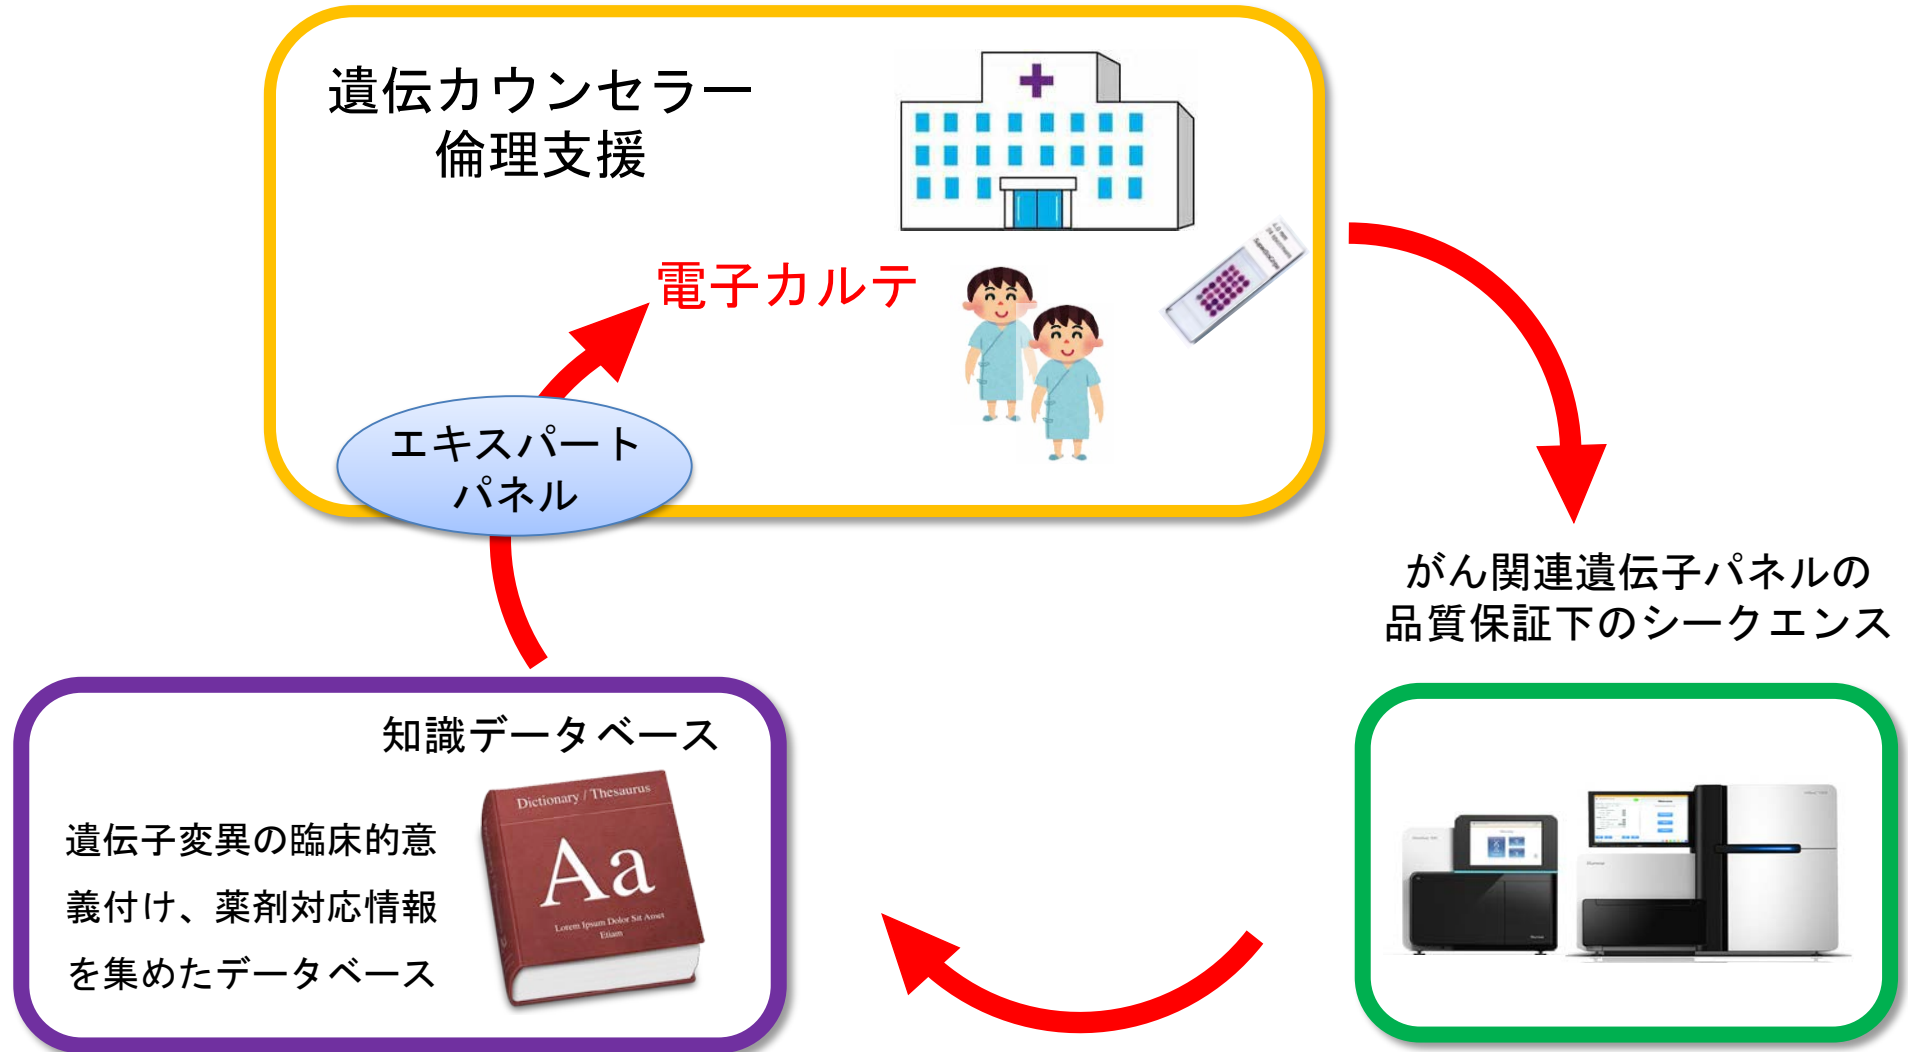 遺伝カウンセラー
倫理支援
電子カルテ
エキスパート
パネル
がん関連遺伝子パネルの
品質保証下のシークエンス
知識データベース
遺伝子変異の臨床的意
義付け、薬剤対応情報
を集めたデータベース
Dictionary / Thesaurus
Aa
Lorem Ipsum Dolor Sit Amet
Etiam